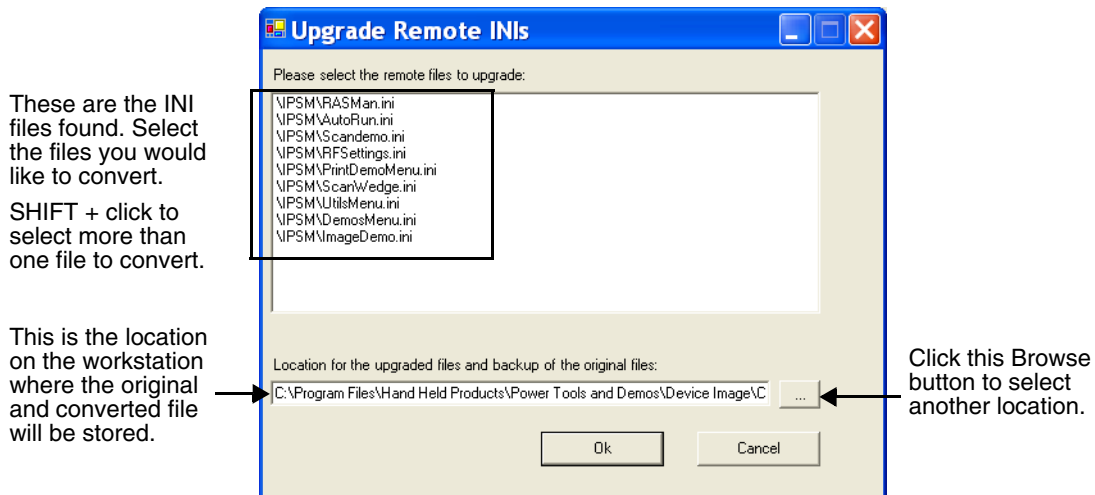 Upgrade Remote INIs
Please select the remote files to upgrade:
These are the INI
files found. Select
the files you would
like to convert.
SHIFT + click to
select more than
one file to convert.
\IPSM\RASMan.ini
\IPSM\AutoRun.ini
\IPSM\Scandemo.ini
\IPSM\RFSettings.ini
\IPSM\PrintDemoMenu.ini
\IPSM\ScanWedge.ini
\IPSM\UtilsMenu.ini
\IPSM\DemosMenu.ini
\IPSM\ImageDemo.ini
This is the location
on the workstation
where the original
and converted file
will be stored.
Location for the upgraded files and backup of the original files:
C:\Program Files\Hand Held Products\Power Tools and Demos\Device Image\C
...
Click this Browse
button to select
another location.
Ok
Cancel